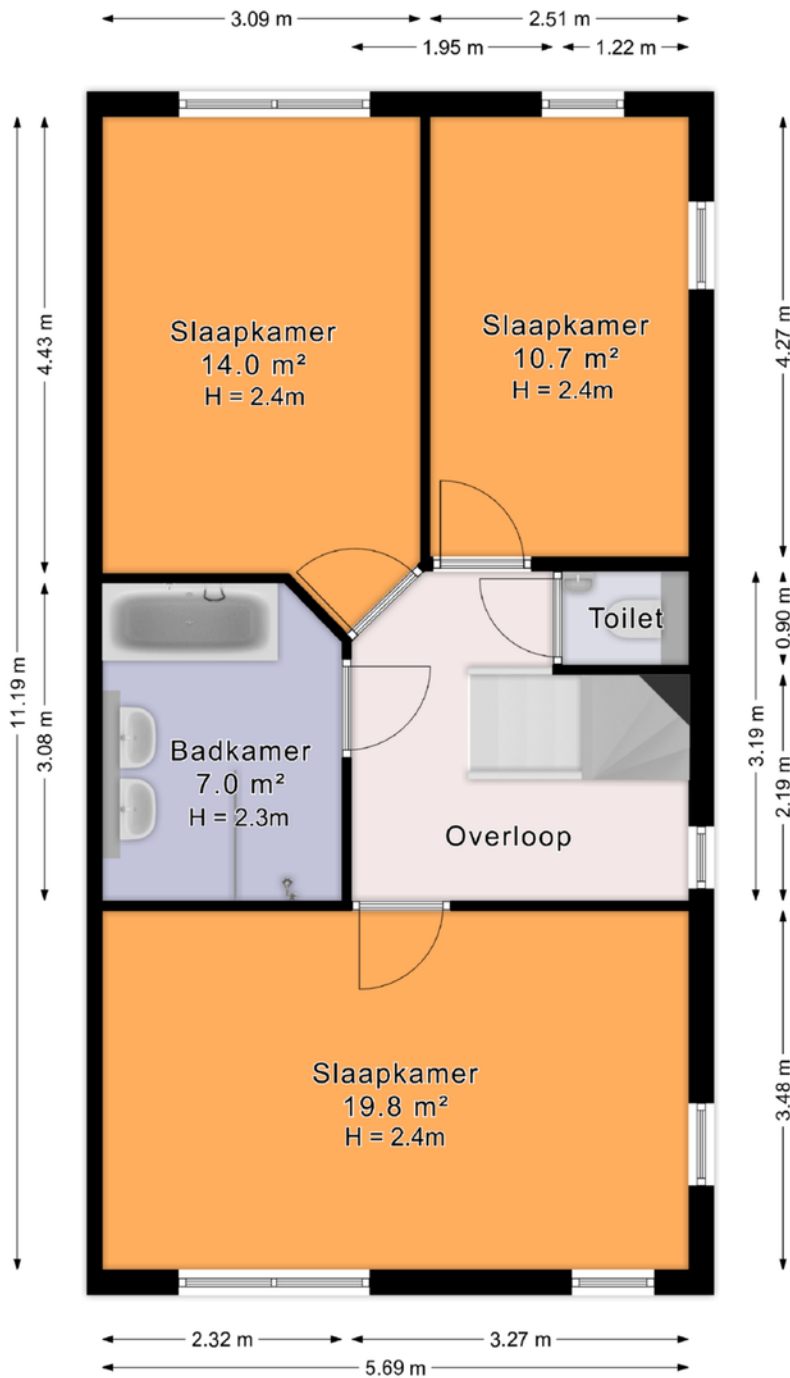 3.09 m
2.51 m
1.95 m
1.22 m
Slaapkamer
14.0 m²
H = 2.4m
Slaapkamer
10.7 m²
H = 2.4m
4.43 m
4.27 m
11.19 m
Toilet
0.90 m
3.08 m
3.19 m
2.19 m
Badkamer
7.0 m²
H = 2.3m
Overloop
Slaapkamer
19.8 m²
H = 2.4m
3.48 m
2.32 m
3.27 m
5.69 m